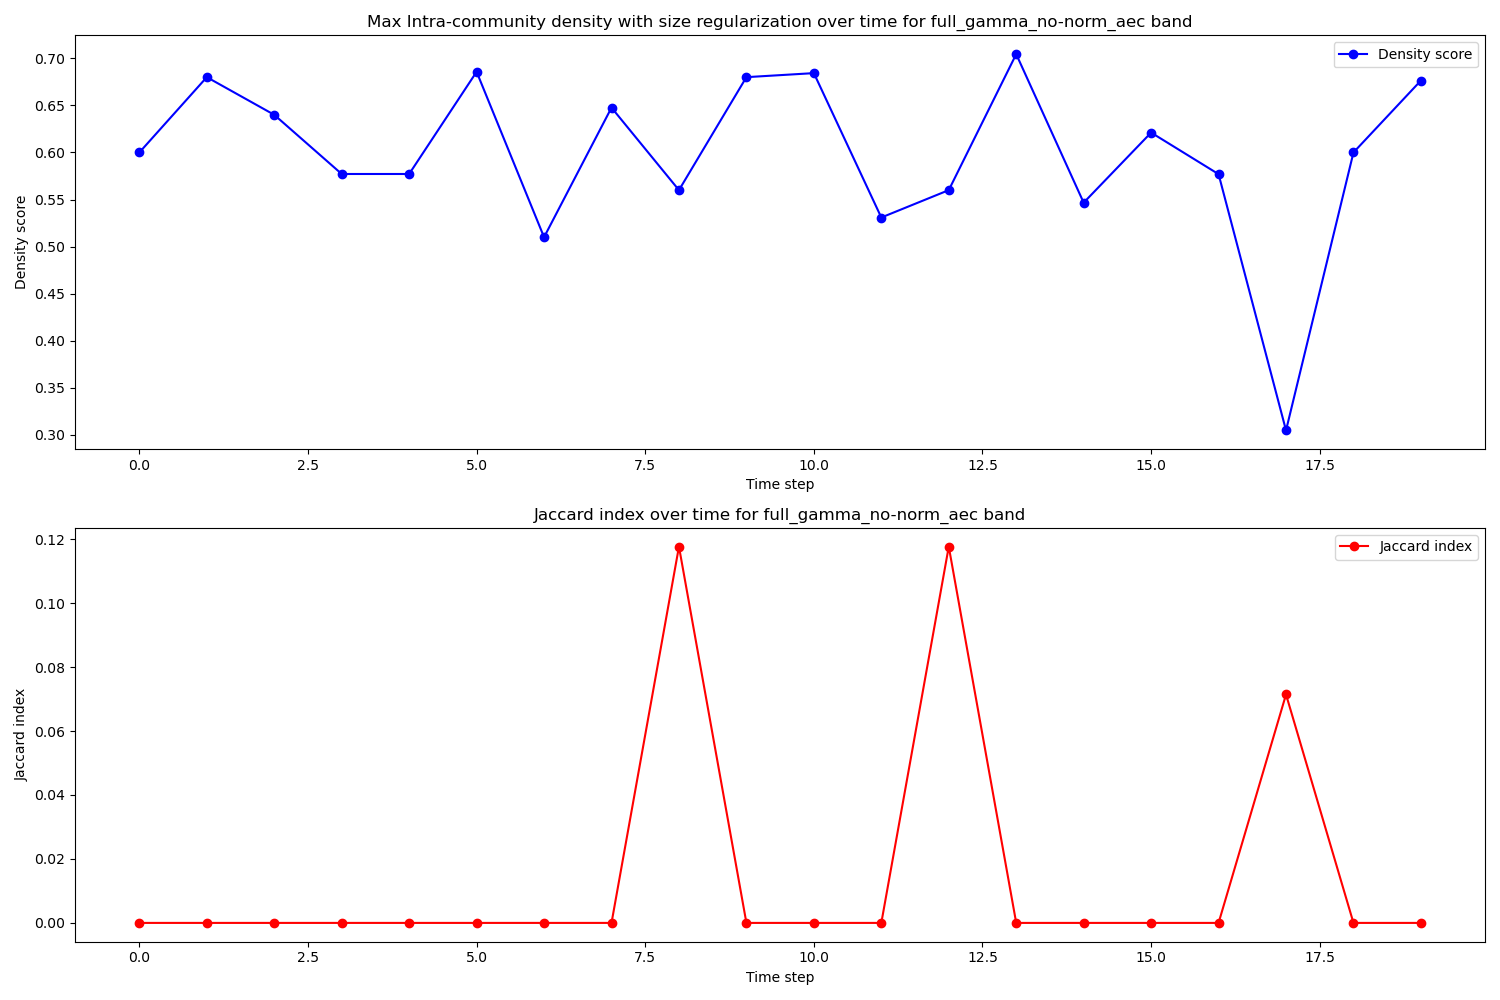 Max Intra-community density with size regularization over time for full_gamma_no-norm_aec band
Density score
0.70
0.65
0.60
0.55
0.50
0.45
0.40
0.35
0.30
Density score
0.0 2.5 5.0 7.5 10.0 12.5 15.0 17.5
Time step
Jaccard index over time for full_gamma_no-norm_aec band
Jaccard index
0.12
0.10
0.08
0.06
0.04
0.02
0.00
Jaccard index
0.0 2.5 5.0 7.5 10.0 12.5 15.0 17.5
Time step